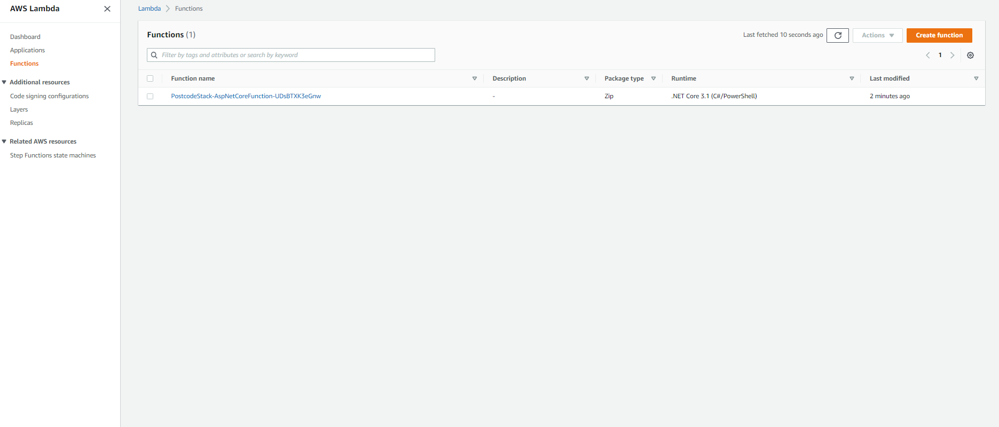 AWS Lambda
Dashboard
Applications
Functions
Additional resources
Code signing configurations
Layers
Replicas
Related AWS resources
Step Functions state machines
Lambda Functions
Functions (1)
Last fetched 10 seconds ago Actions Create function
Filter by tags and attributes or search by keyword
1
Function name Description Package type Runtime Last modified
PostcodeStack-AspNetCoreFunction-UDsBTXK3eGnw - Zip .NET Core 3.1 (C#/PowerShell) 2 minutes ago